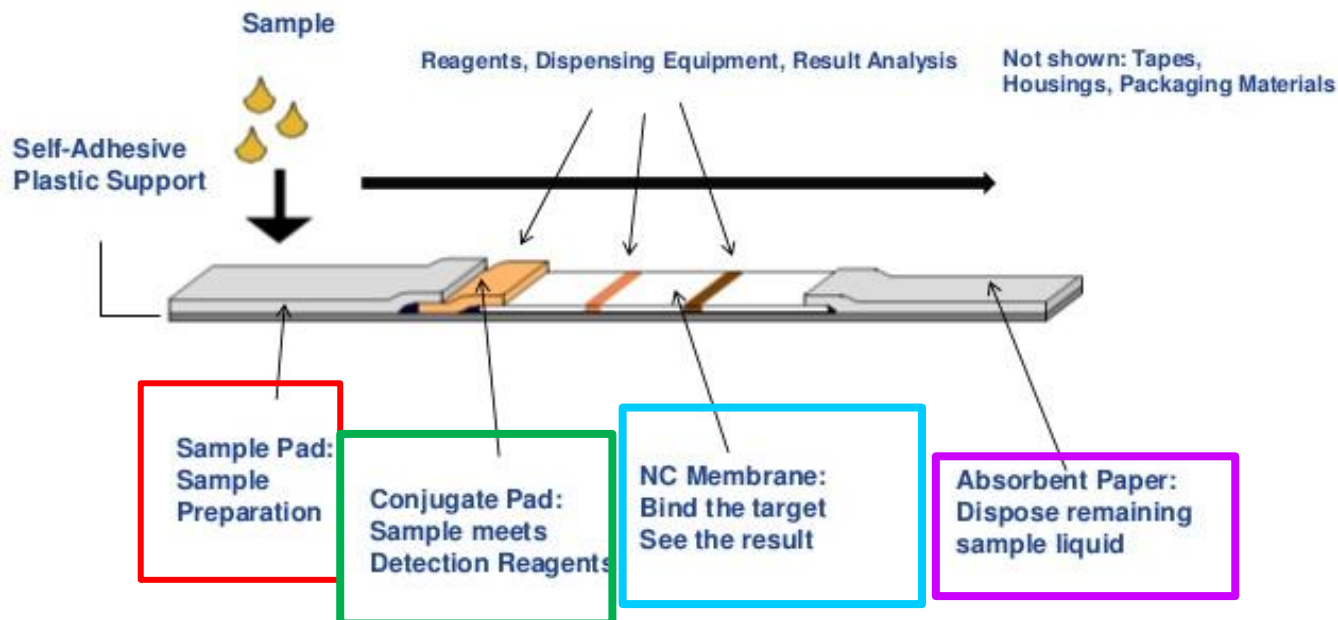 Sample
Reagents, Dispensing Equipment, Result Analysis
Not shown: Tapes,
Housings, Packaging Materials
Self-Adhesive
Plastic Support
Sample Pad:
Sample
Preparation
Conjugate Pad:
Sample meets
Detection Reagents
NC Membrane:
Bind the target
See the result
Absorbent Paper:
Dispose remaining
sample liquid